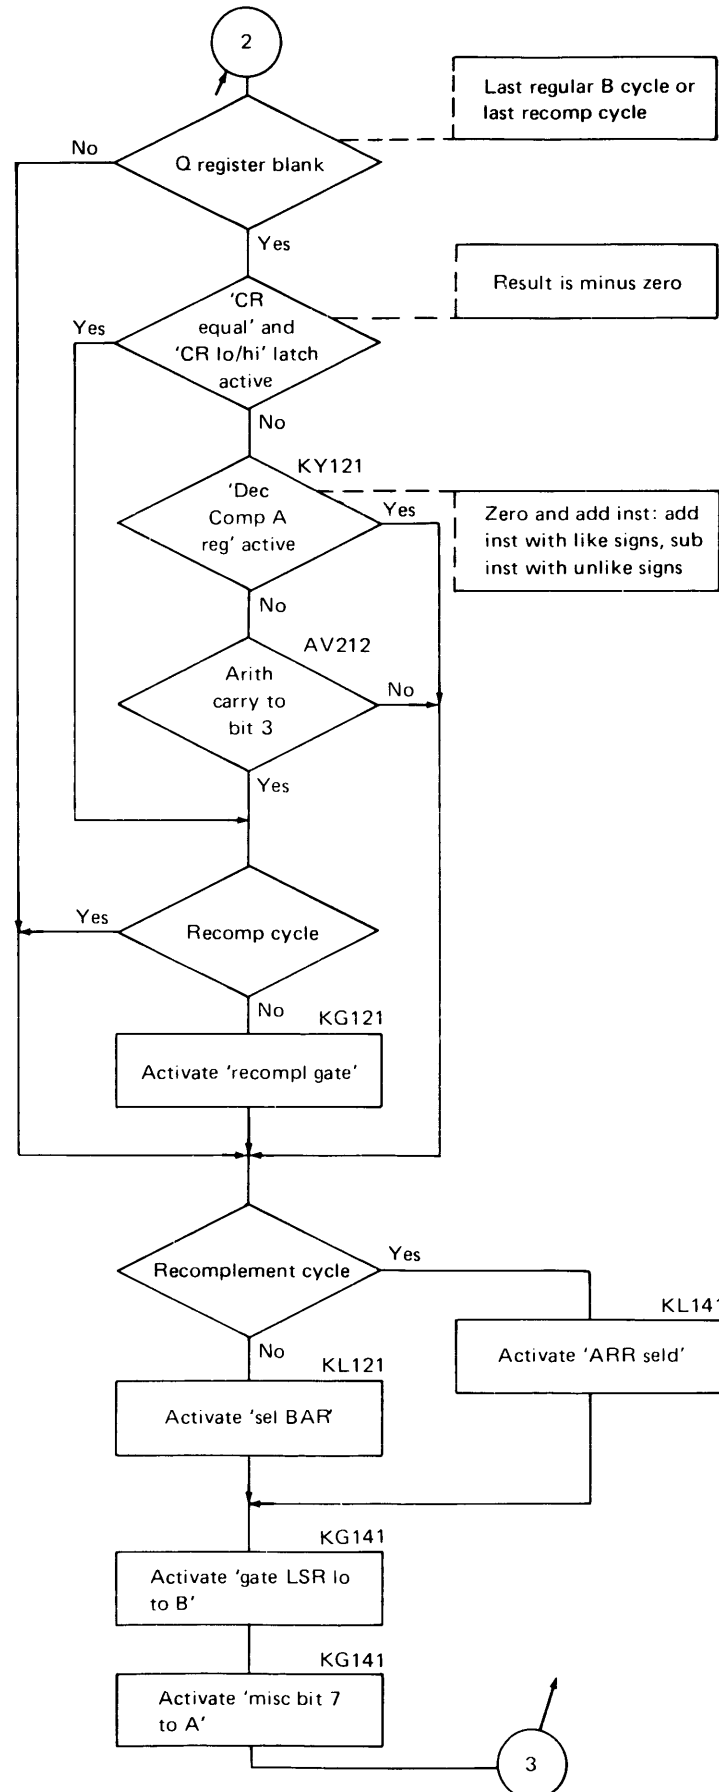 2
Last regular B cycle or
last recomp cycle
No
Q register blank
Yes
Result is minus zero
'CR
equal' and
'CR lo/hi' latch
active
Yes
No
KY121
'Dec
Comp A
reg' active
Yes
Zero and add inst: add
inst with like signs, sub
inst with unlike signs
No
AV212
Arith
carry to
bit 3
No
Yes
Yes
Recomp cycle
No
KG121
Activate 'recompl gate'
Recomplement cycle
Yes
KL141
Activate 'ARR seld'
No
KL121
Activate 'sel BAR'
KG141
Activate 'gate LSR lo
to B'
KG141
Activate 'misc bit 7
to A'
3